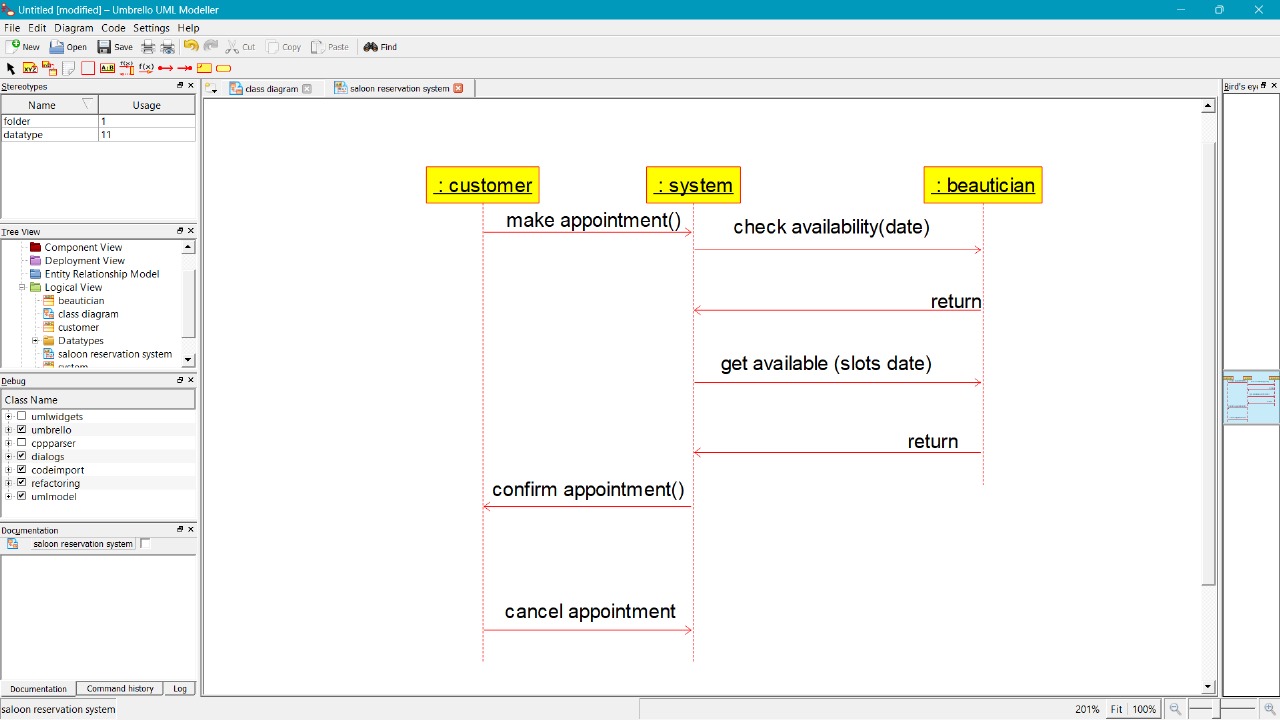 Untitled [modified] – Umbrello UML Modeller
File Edit Diagram Code Settings Help
New Open Save Cut Copy Paste Find
Stereotypes
Name Usage
folder 1
datatype 11
Tree View
Component View
Deployment View
Entity Relationship Model
Logical View
beautician
class diagram
customer
Datatypes
saloon reservation system
system
Debug
Class Name
umlwidgets
umbrello
cppparser
dialogs
codeimport
refactoring
umlmodel
Documentation
saloon reservation system
Documentation Command history Log
saloon reservation system
class diagram saloon reservation system
: customer : system : beautician
make appointment()
check availability(date)
return
get available (slots date)
return
confirm appointment()
cancel appointment
Bird's ey
201% Fit 100%